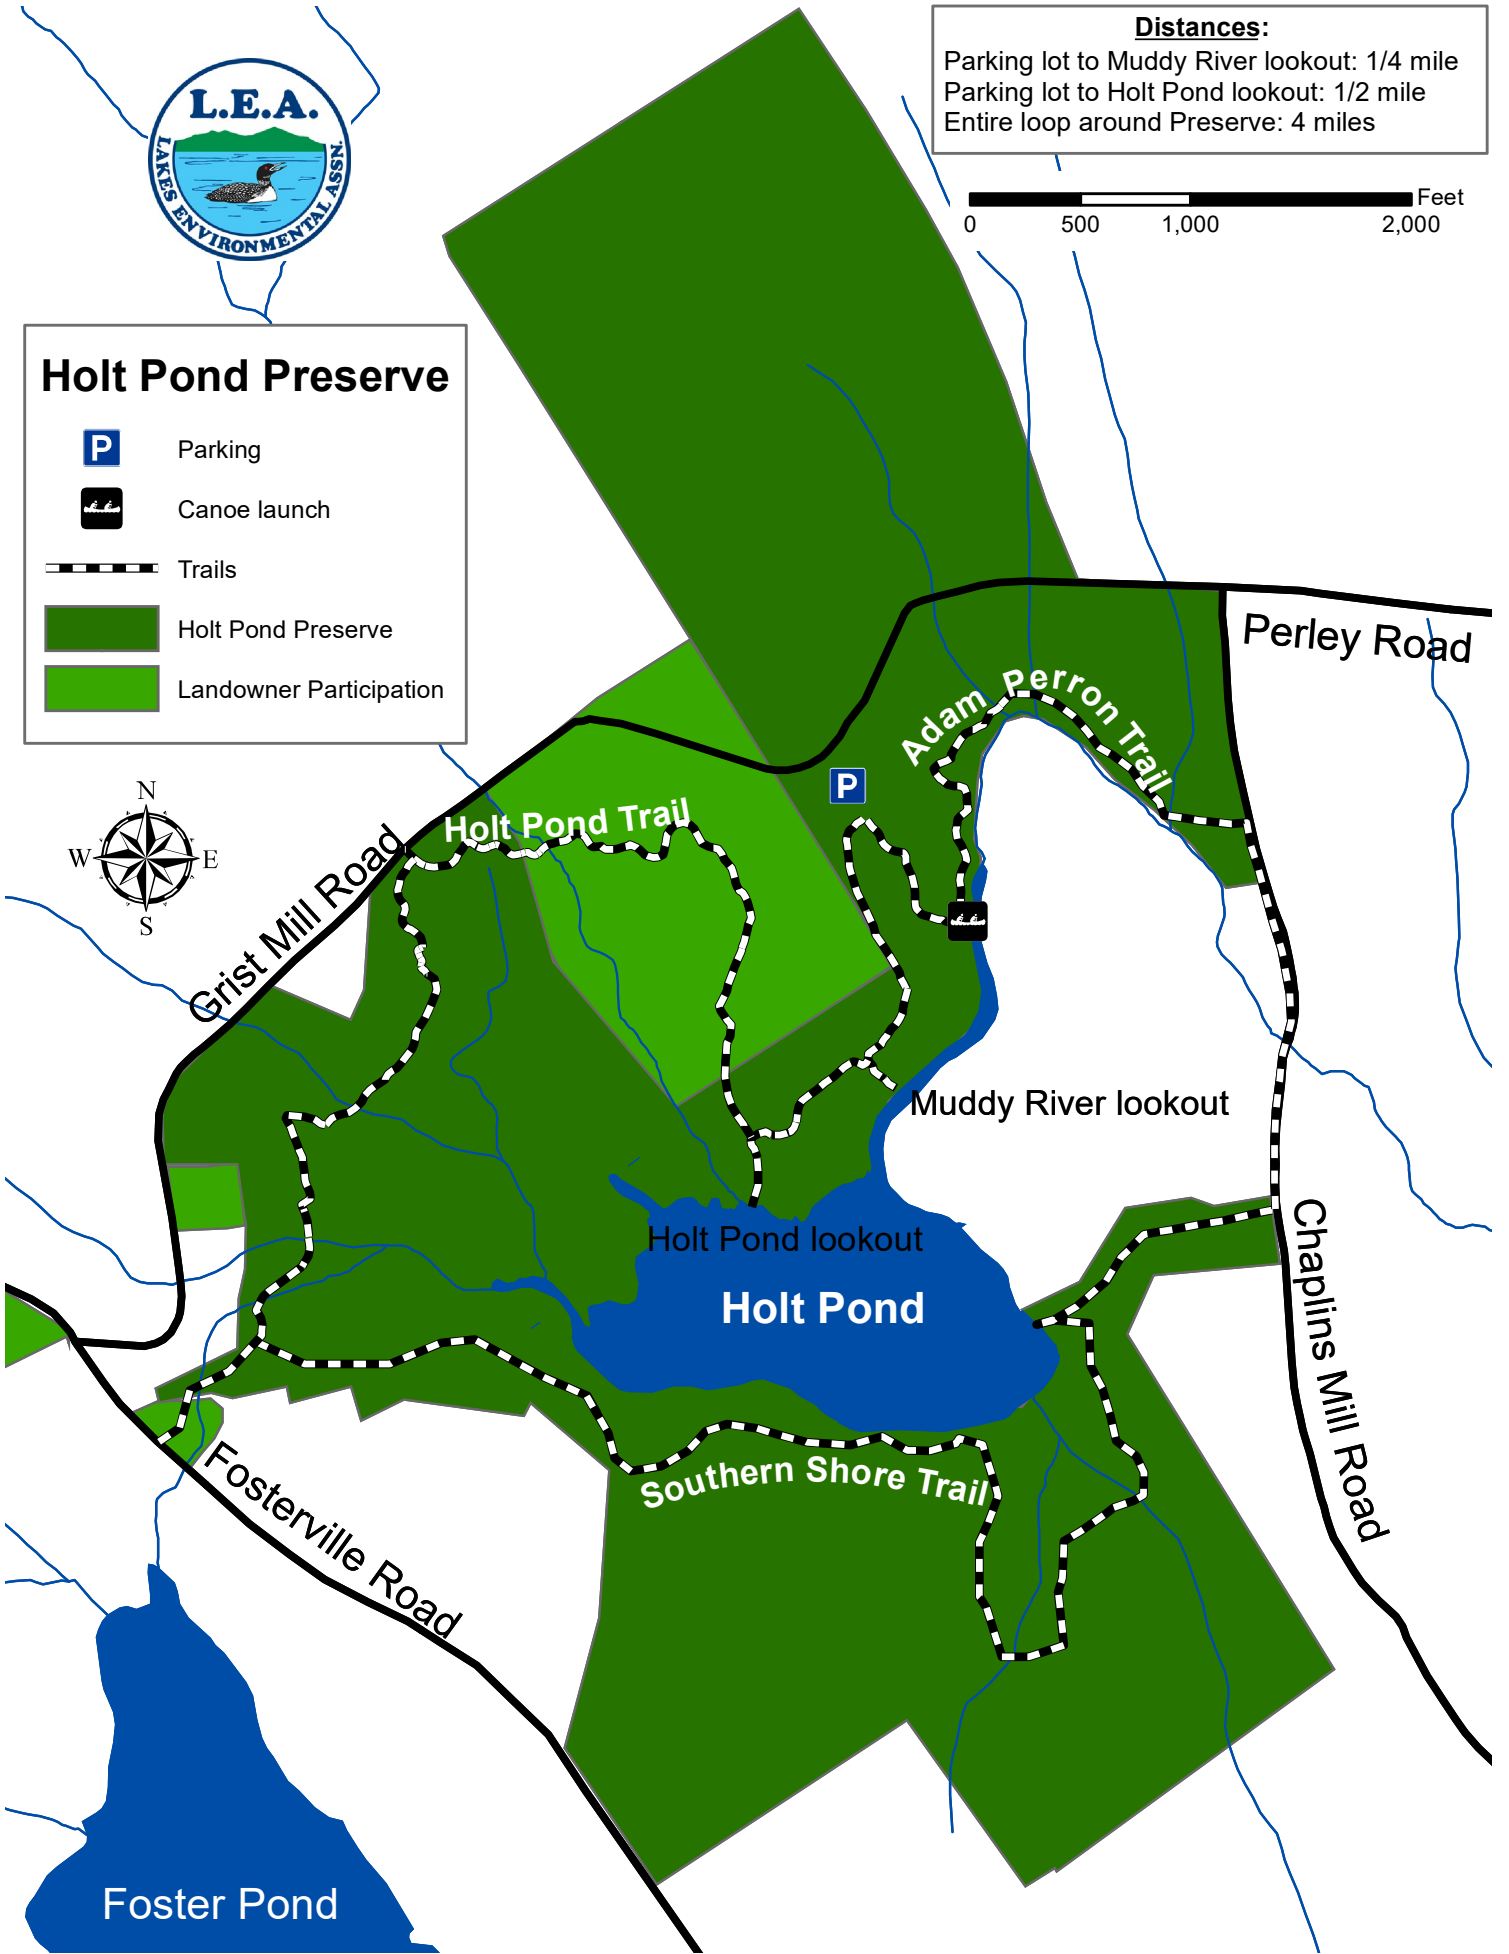 Distances:
Parking lot to Muddy River lookout: 1/4 mile
Parking lot to Holt Pond lookout: 1/2 mile
Entire loop around Preserve: 4 miles
L.E.A.
LAKES ENVIRONMENTAL ASSN.
Feet
0 500 1,000 2,000
Holt Pond Preserve
P Parking
Canoe launch
Trails
Holt Pond Preserve
Landowner Participation
Perley Road
Adam Perron Trail
P
N
W E
S
Holt Pond Trail
Grist Mill Road
Muddy River lookout
Holt Pond lookout
Holt Pond
Chaplins Mill Road
Southern Shore Trail
Fosterville Road
Foster Pond